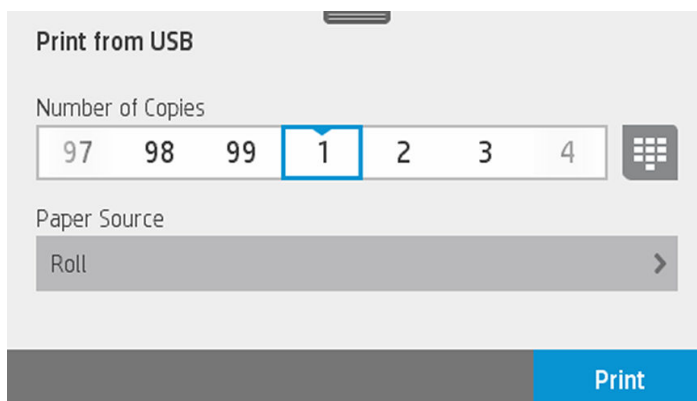 Print from USB
Number of Copies
97 98 99 1 2 3 4
Paper Source
Roll
Print